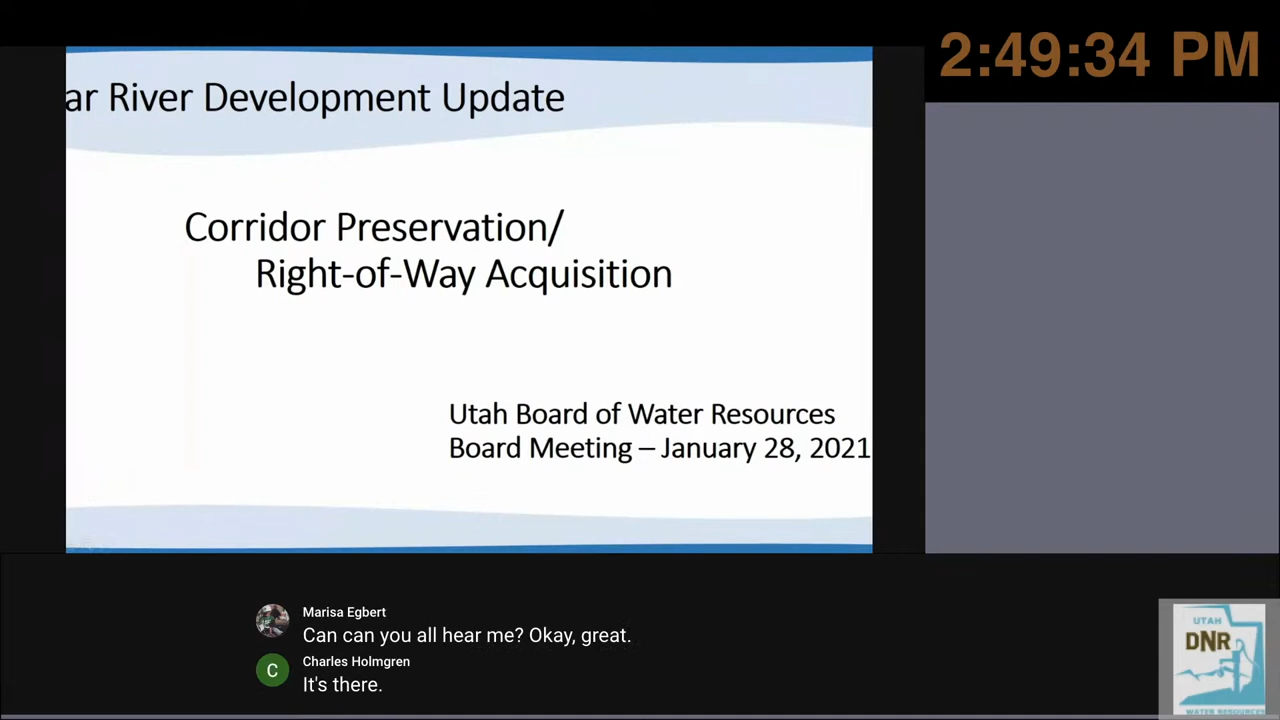 2:49:34 PM
ar River Development Update
Corridor Preservation/
Right-of-Way Acquisition
Utah Board of Water Resources
Board Meeting – January 28, 2021
Marisa Egbert
Can can you all hear me? Okay, great.
C
Charles Holmgren
It's there.
UTAH
DNR
WATER RESOURCES